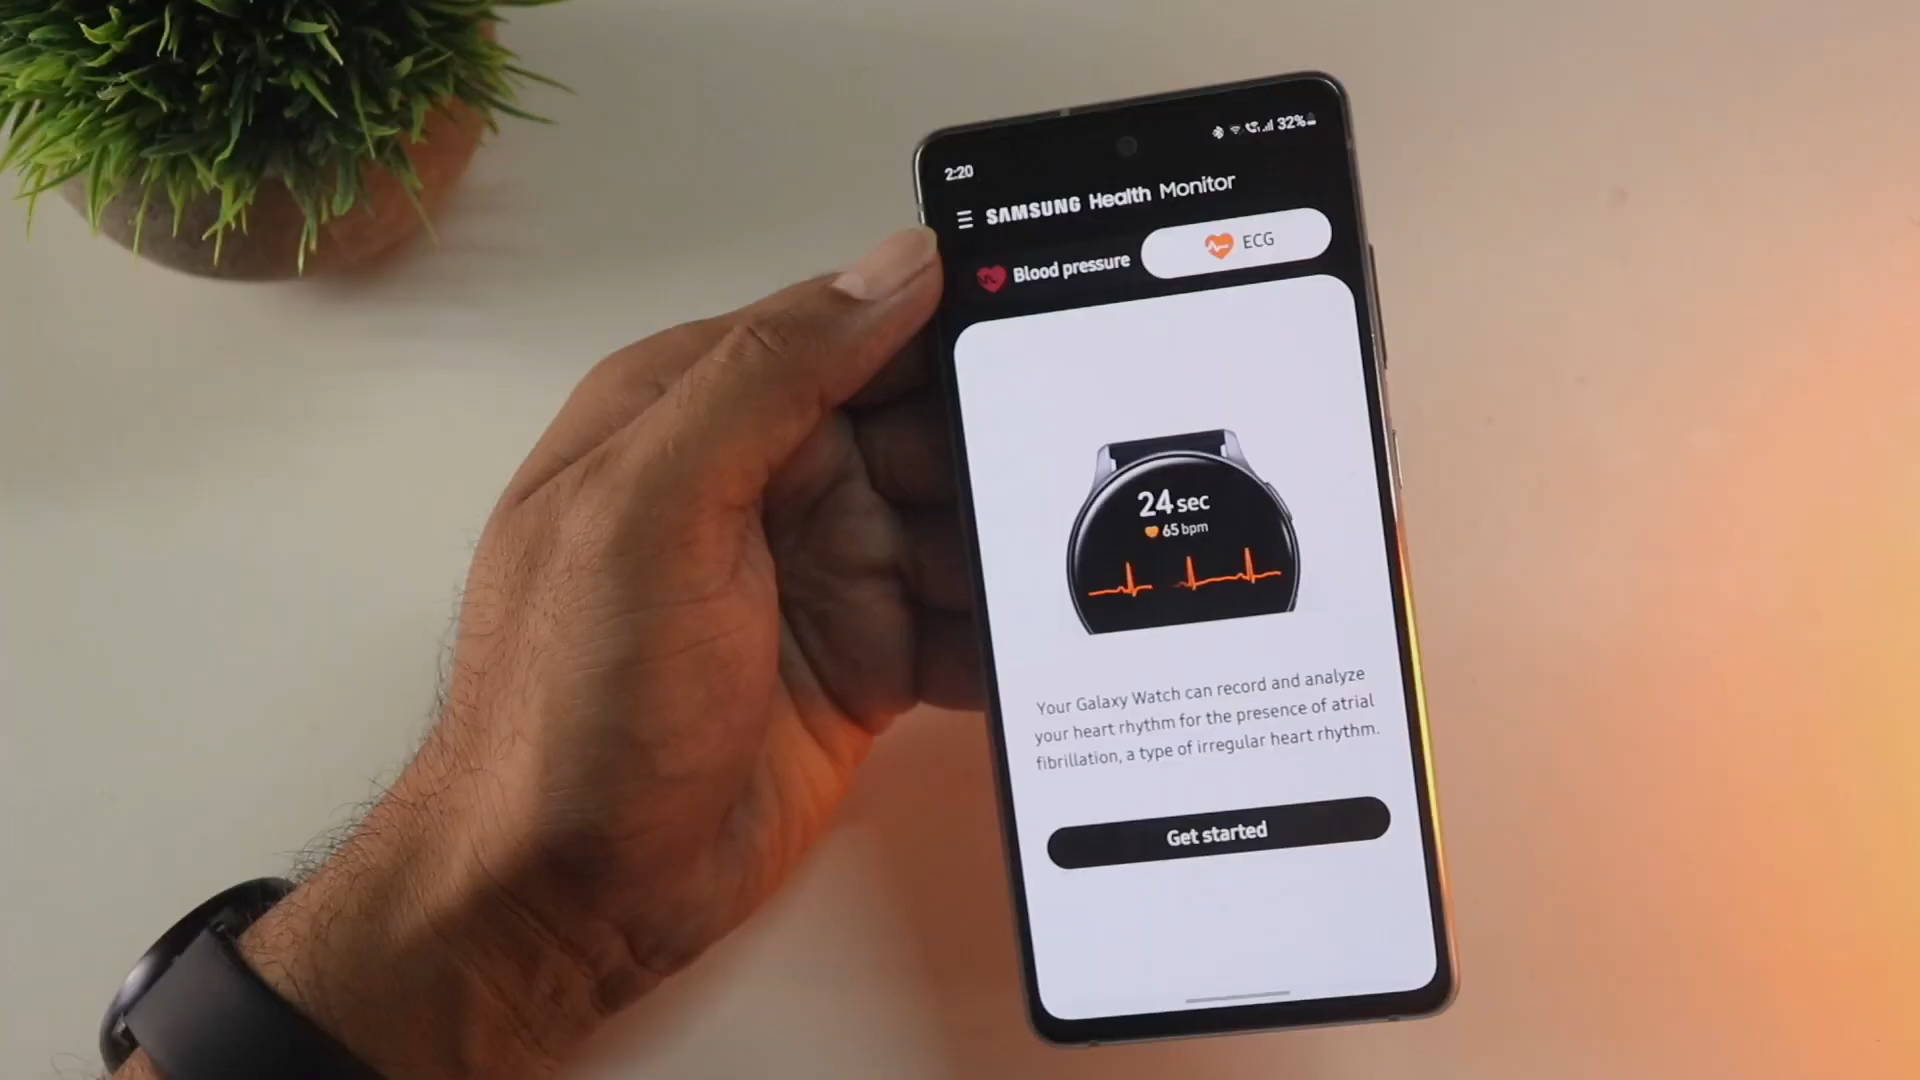 2:20
32%
SAMSUNG Health Monitor
Blood pressure
ECG
24 sec
65 bpm
Your Galaxy Watch can record and analyze
your heart rhythm for the presence of atrial
fibrillation, a type of irregular heart rhythm.
Get started